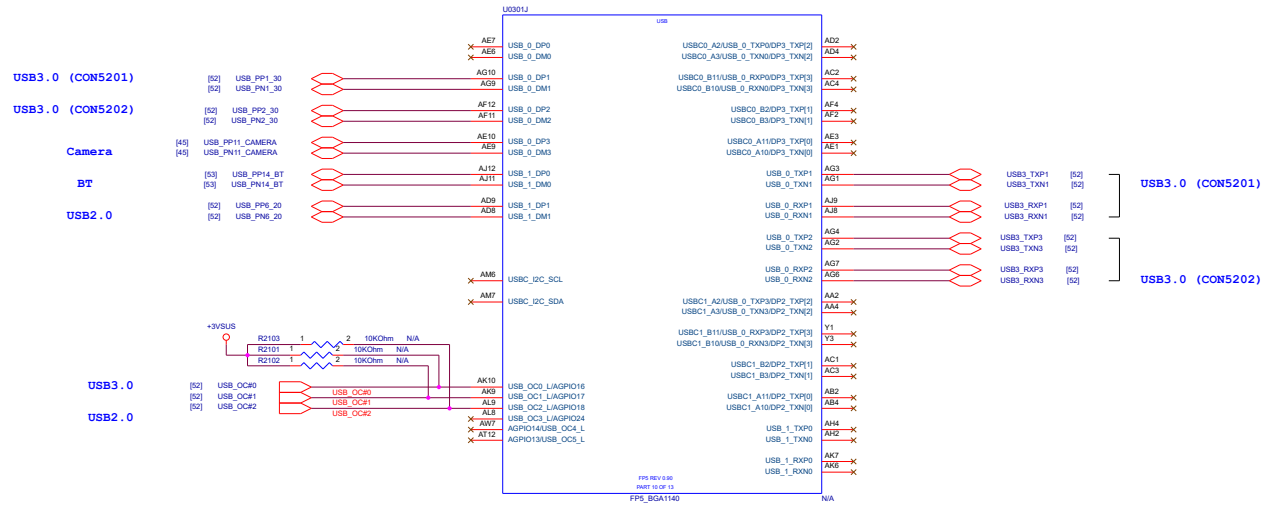 U0301J
USB
AE7 USB_0_DP0 USBC0_A2/USB_0_TXP0/DP3_TXP[2] AD2
AE6 USB_0_DM0 USBC0_A3/USB_0_TXN0/DP3_TXN[2] AD4
USB3.0 (CON5201) [52] USB_PP1_30 AG10 USB_0_DP1 USBC0_B11/USB_0_RXP0/DP3_TXP[3] AC2
[52] USB_PN1_30 AG9 USB_0_DM1 USBC0_B10/USB_0_RXN0/DP3_TXN[3] AC4
USB3.0 (CON5202) [52] USB_PP2_30 AF12 USB_0_DP2 USBC0_B2/DP3_TXP[1] AF4
[52] USB_PN2_30 AF11 USB_0_DM2 USBC0_B3/DP3_TXN[1] AF2
Camera [45] USB_PP11_CAMERA AE10 USB_0_DP3 USBC0_A11/DP3_TXP[0] AE3
[45] USB_PN11_CAMERA AE9 USB_0_DM3 USBC0_A10/DP3_TXN[0] AE1
BT [53] USB_PP14_BT AJ12 USB_1_DP0 USB_0_TXP1 AG3 USB3_TXP1 [52] USB3.0 (CON5201)
[53] USB_PN14_BT AJ11 USB_1_DM0 USB_0_TXN1 AG1 USB3_TXN1 [52]
USB2.0 [52] USB_PP6_20 AD9 USB_1_DP1 USB_0_RXP1 AJ9 USB3_RXP1 [52]
[52] USB_PN6_20 AD8 USB_1_DM1 USB_0_RXN1 AJ8 USB3_RXN1 [52]
USB_0_TXP2 AG4 USB3_TXP3 [52]
USB_0_TXN2 AG2 USB3_TXN3 [52]
USB_0_RXP2 AG7 USB3_RXP3 [52] USB3.0 (CON5202)
AM6 USBC_I2C_SCL USB_0_RXN2 AG6 USB3_RXN3 [52]
AM7 USBC_I2C_SDA USBC1_A2/USB_0_TXP3/DP2_TXP[2] AA2
USBC1_A3/USB_0_TXN3/DP2_TXN[2] AA4
+3VSUS USBC1_B11/USB_0_RXP3/DP2_TXP[3] Y1
R2103 1 2 10KOhm N/A USBC1_B10/USB_0_RXN3/DP2_TXN[3] Y3
R2101 1 2 10KOhm N/A
R2102 1 2 10KOhm N/A USBC1_B2/DP2_TXP[1] AC1
USBC1_B3/DP2_TXN[1] AC3
USB3.0 [52] USB_OC#0 USB_OC#0 AK10 USB_OC0_L/AGPIO16
[52] USB_OC#1 USB_OC#1 AK9 USB_OC1_L/AGPIO17 USBC1_A11/DP2_TXP[0] AB2
USB2.0 [52] USB_OC#2 USB_OC#2 AL9 USB_OC2_L/AGPIO18 USBC1_A10/DP2_TXN[0] AB4
AL8 USB_OC3_L/AGPIO24
AW7 AGPIO14/USB_OC4_L USB_1_TXP0 AH4
AT12 AGPIO13/USB_OC5_L USB_1_TXN0 AH2
USB_1_RXP0 AK7
USB_1_RXN0 AK6
FP5 REV 0.90
PART 10 OF 13
FP5_BGA1140 N/A